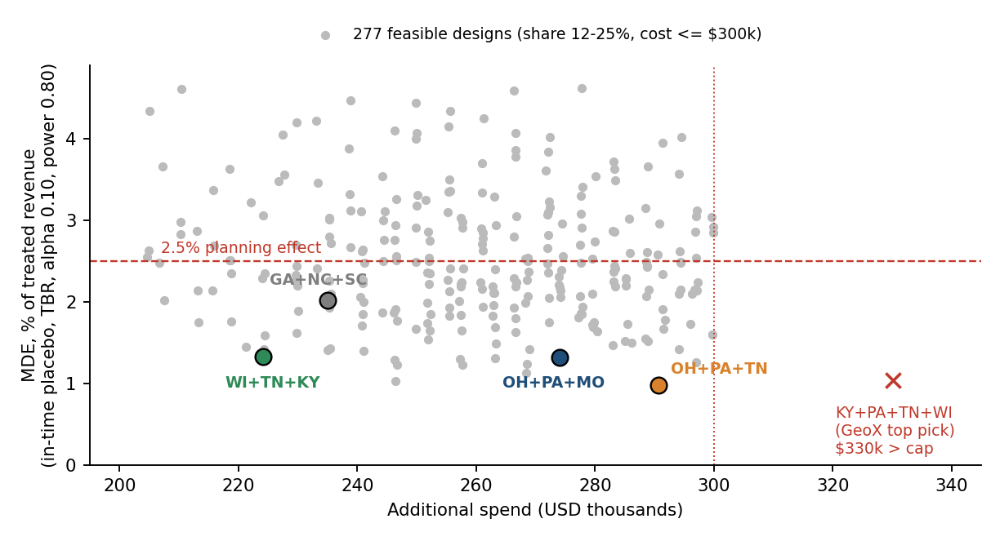 277 feasible designs (share 12-25%, cost <= $300k)
MDE, % of treated revenue
(in-time placebo, TBR, alpha 0.10, power 0.80)
4
3
2
1
0
2.5% planning effect
GA+NC+SC
WI+TN+KY
OH+PA+MO
OH+PA+TN
KY+PA+TN+WI
(GeoX top pick)
$330k > cap
200 220 240 260 280 300 320 340
Additional spend (USD thousands)